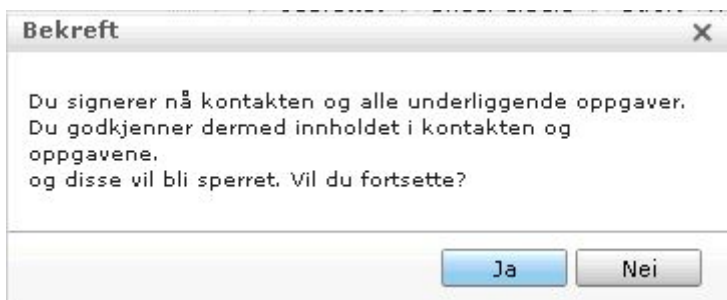 Bekreft
Du signerer nå kontakten og alle underliggende oppgaver.
Du godkjenner dermed innholdet i kontakten og
oppgavene.
og disse vil bli sperret. Vil du fortsette?
Ja Nei